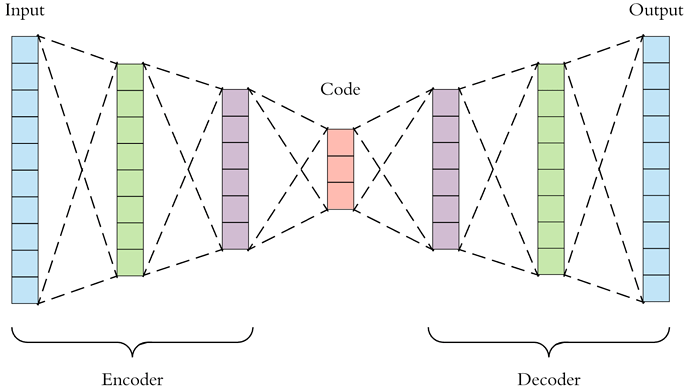 Input
Output
Code
Encoder
Decoder